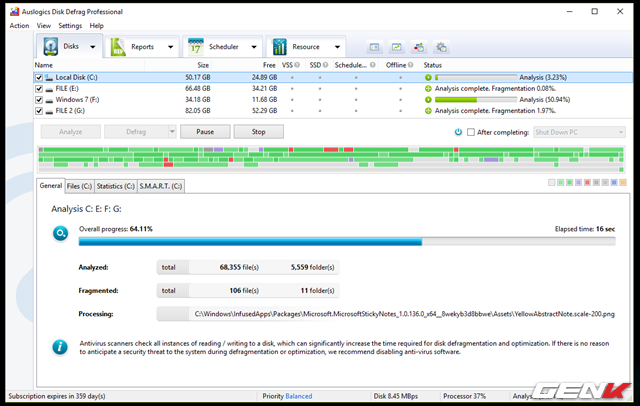 Auslogics Disk Defrag Professional
Action View Settings Help
Disks Reports Scheduler Resource
17
Name Size Free VSS SSD Schedule... Offline Status
Local Disk (C:) 50.17 GB 24.89 GB Analysis (3.23%)
FILE (E:) 66.48 GB 34.21 GB Analysis complete. Fragmentation 0.08%.
Windows 7 (F:) 34.18 GB 11.68 GB Analysis (50.94%)
FILE 2 (G:) 82.05 GB 52.29 GB Analysis complete. Fragmentation 1.97%.
Analyze Defrag Pause Stop After completing: Shut Down PC
General Files (C:) Statistics (C:) S.M.A.R.T. (C:)
Analysis C: E: F: G:
Overall progress: 64.11% Elapsed time: 16 sec
Analyzed: total 68,355 file(s) 5,559 folder(s)
Fragmented: total 106 file(s) 11 folder(s)
Processing: C:\Windows\InfusedApps\Packages\Microsoft.MicrosoftStickyNotes_1.0.136.0_x64__8wekyb3d8bbwe\Assets\YellowAbstractNote.scale-200.png
Antivirus scanners check all instances of reading / writing to a disk, which can significantly increase the time required for disk defragmentation and optimization. If there is no
reason to anticipate a security threat to the system during defragmentation or optimization, we recommend disabling anti-virus software.
Subscription expires in 359 day(s) Priority Balanced Disk 8.45 MBps Processor 37%
GENK